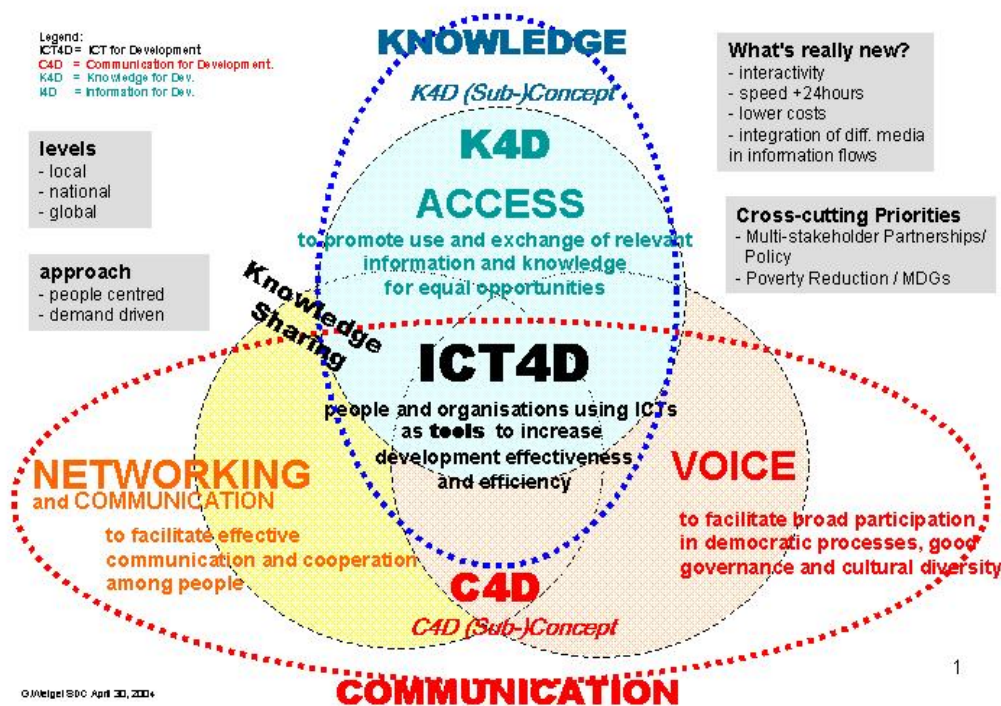 Legend:
ICT4D = ICT for Development
C4D = Communication for Development.
K4D = Knowledge for Dev.
I4D = Information for Dev.
levels
- local
- national
- global
approach
- people centred
- demand driven
KNOWLEDGE
K4D (Sub-)Concept
K4D
ACCESS
to promote use and exchange of relevant
information and knowledge
for equal opportunities
What's really new?
- interactivity
- speed +24hours
- lower costs
- integration of diff. media
in information flows
Cross-cutting Priorities
- Multi-stakeholder Partnerships/
Policy
- Poverty Reduction / MDGs
Knowledge
Sharing
ICT4D
people and organisations using ICTs
as tools to increase
development effectiveness
and efficiency
NETWORKING
and COMMUNICATION
to facilitate effective
communication and cooperation
among people
VOICE
to facilitate broad participation
in democratic processes, good
governance and cultural diversity
C4D
C4D (Sub-)Concept
COMMUNICATION
G.Weigel SDC April 30, 2004
1